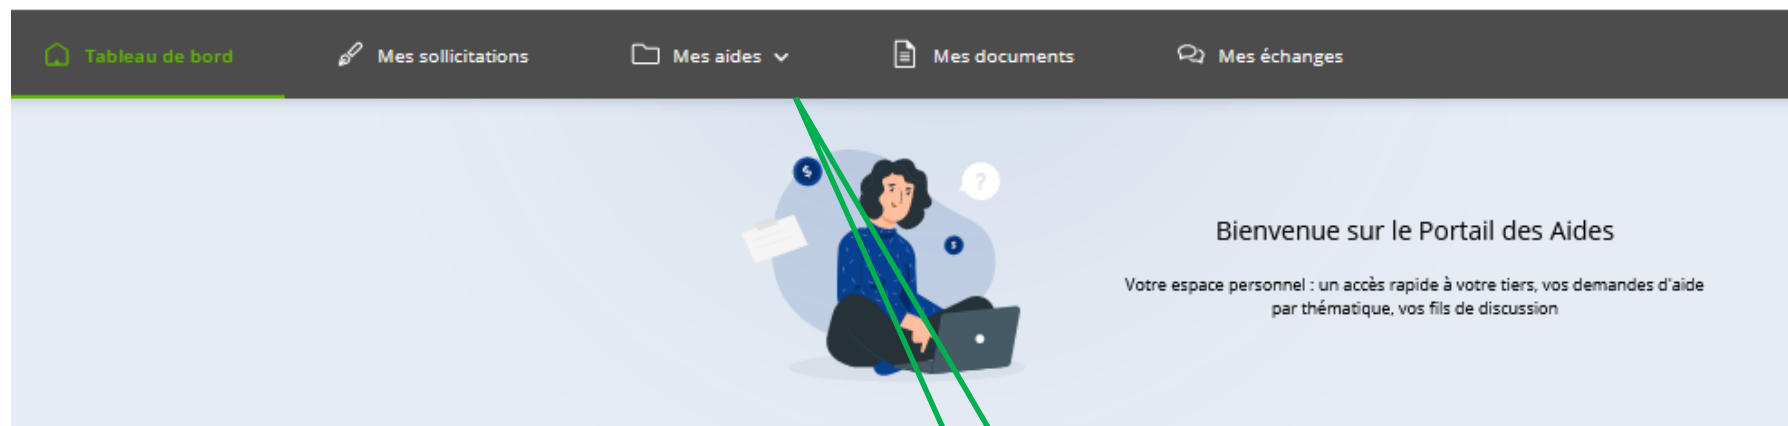 Tableau de bord
Mes sollicitations
Mes aides
Mes documents
Mes échanges
$
?
$
Bienvenue sur le Portail des Aides
Votre espace personnel : un accès rapide à votre tiers, vos demandes d'aide
par thématique, vos fils de discussion